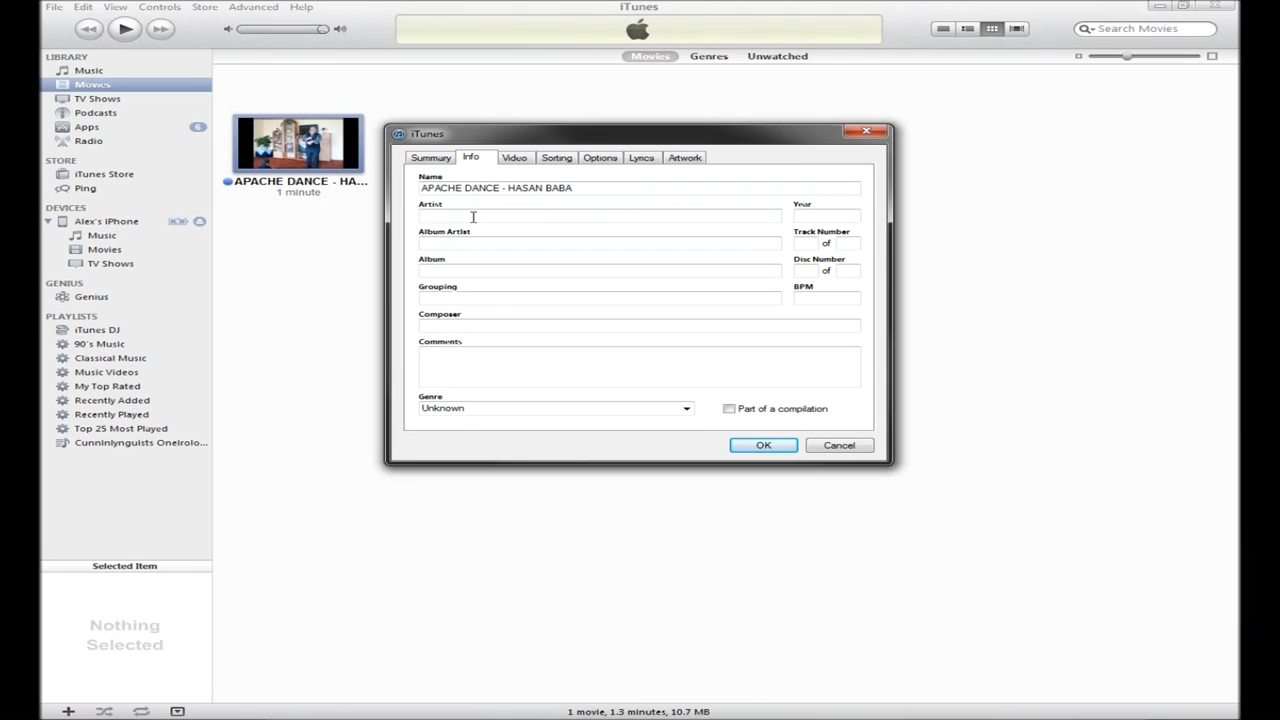 File Edit View Controls Store Advanced Help
iTunes
Search Movies
Movies Genres Unwatched
LIBRARY
Music
Movies
TV Shows
Podcasts
Apps 6
Radio
STORE
iTunes Store
Ping
DEVICES
Alex's iPhone
Music
Movies
TV Shows
GENIUS
Genius
PLAYLISTS
iTunes DJ
90's Music
Classical Music
Music Videos
My Top Rated
Recently Added
Recently Played
Top 25 Most Played
Cunninlynguists Oneirolo...
Selected Item
Nothing
Selected
APACHE DANCE - HA...
1 minute
iTunes
Summary Info Video Sorting Options Lyrics Artwork
Name
APACHE DANCE - HASAN BABA
Artist Year
Album Artist Track Number
of
Album Disc Number
of
Grouping BPM
Composer
Comments
Genre
Unknown Part of a compilation
OK Cancel
1 movie, 1.3 minutes, 10.7 MB